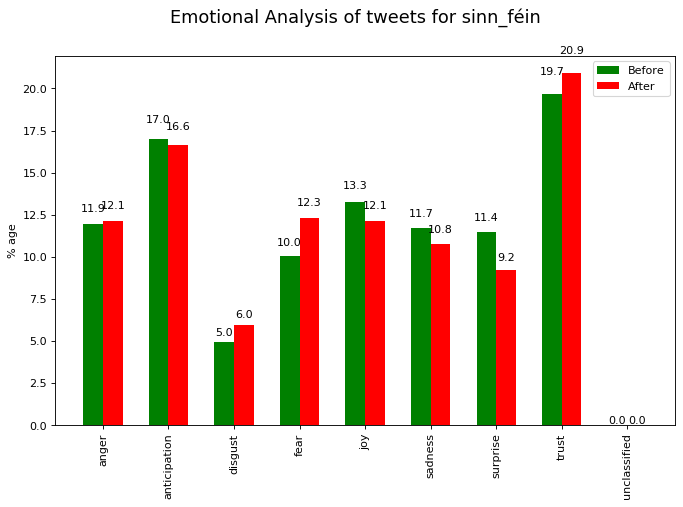 Emotional Analysis of tweets for sinn_féin
% age
20.0
17.5
15.0
12.5
10.0
7.5
5.0
2.5
0.0
11.9
12.1
17.0
16.6
5.0
6.0
10.0
12.3
13.3
12.1
11.7
10.8
11.4
9.2
19.7
20.9
0.0
0.0
Before
After
anger
anticipation
disgust
fear
joy
sadness
surprise
trust
unclassified